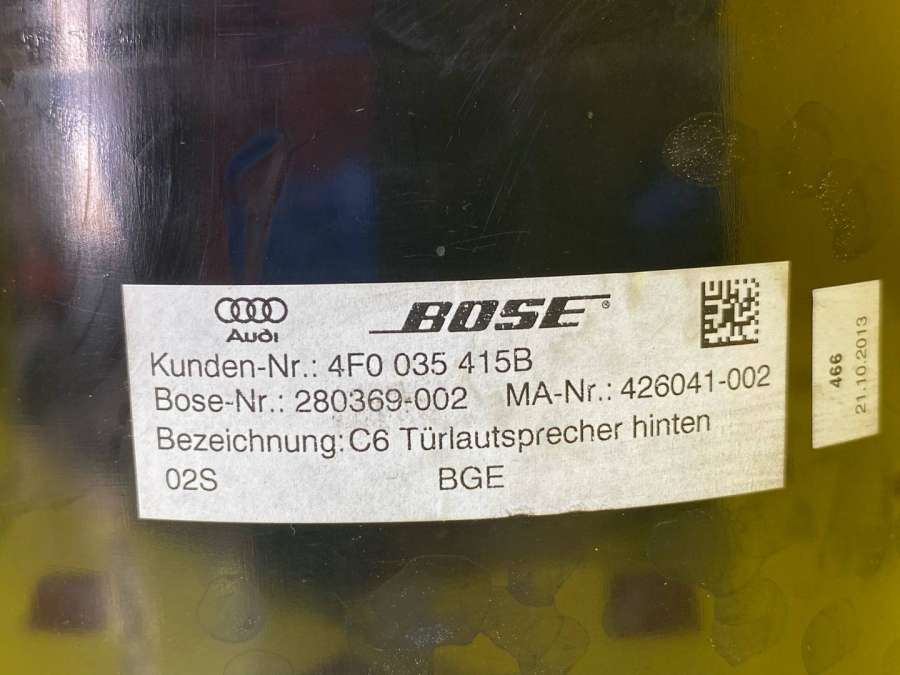 Audi
BOSE®
Kunden-Nr.: 4F0 035 415B
Bose-Nr.: 280369-002 MA-Nr.: 426041-002
Bezeichnung: C6 Türlautsprecher hinten
02S BGE
466
21.10.2013